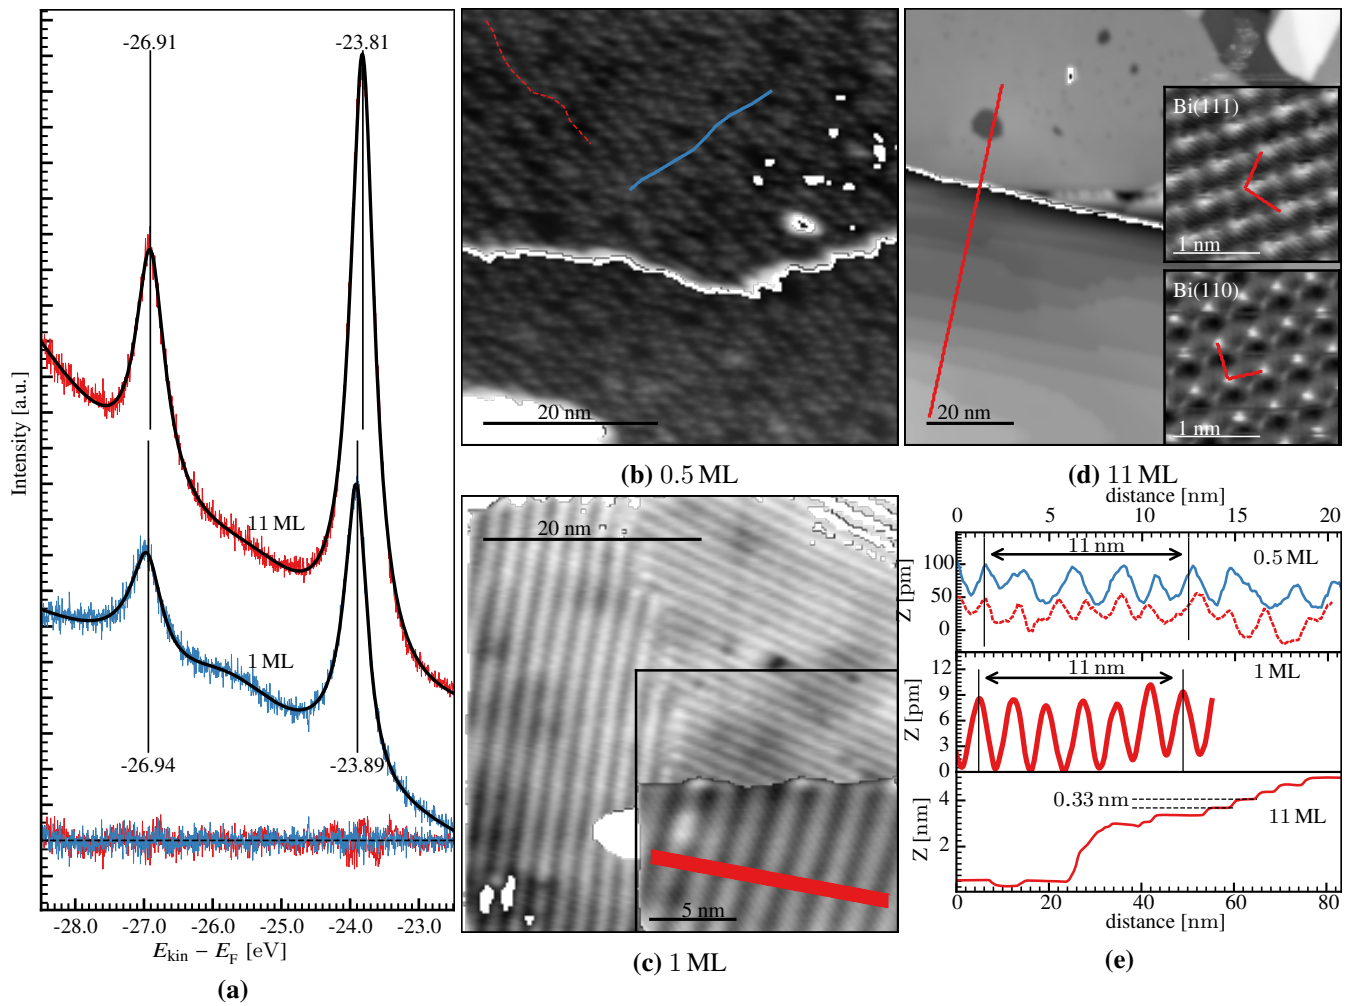 -26.91
-23.81
Intensity [a.u.]
11 ML
1 ML
-26.94
-23.89
-28.0 -27.0 -26.0 -25.0 -24.0 -23.0
E_kin − E_F [eV]
(a)
20 nm
(b) 0.5 ML
20 nm
5 nm
(c) 1 ML
Bi(111)
1 nm
Bi(110)
1 nm
20 nm
(d) 11 ML
distance [nm]
0 5 10 15 20
11 nm
0.5 ML
Z [pm]
100
50
0
11 nm
1 ML
Z [pm]
12
9
6
3
0
0.33 nm
11 ML
Z [nm]
4
2
0 20 40 60 80
distance [nm]
(e)